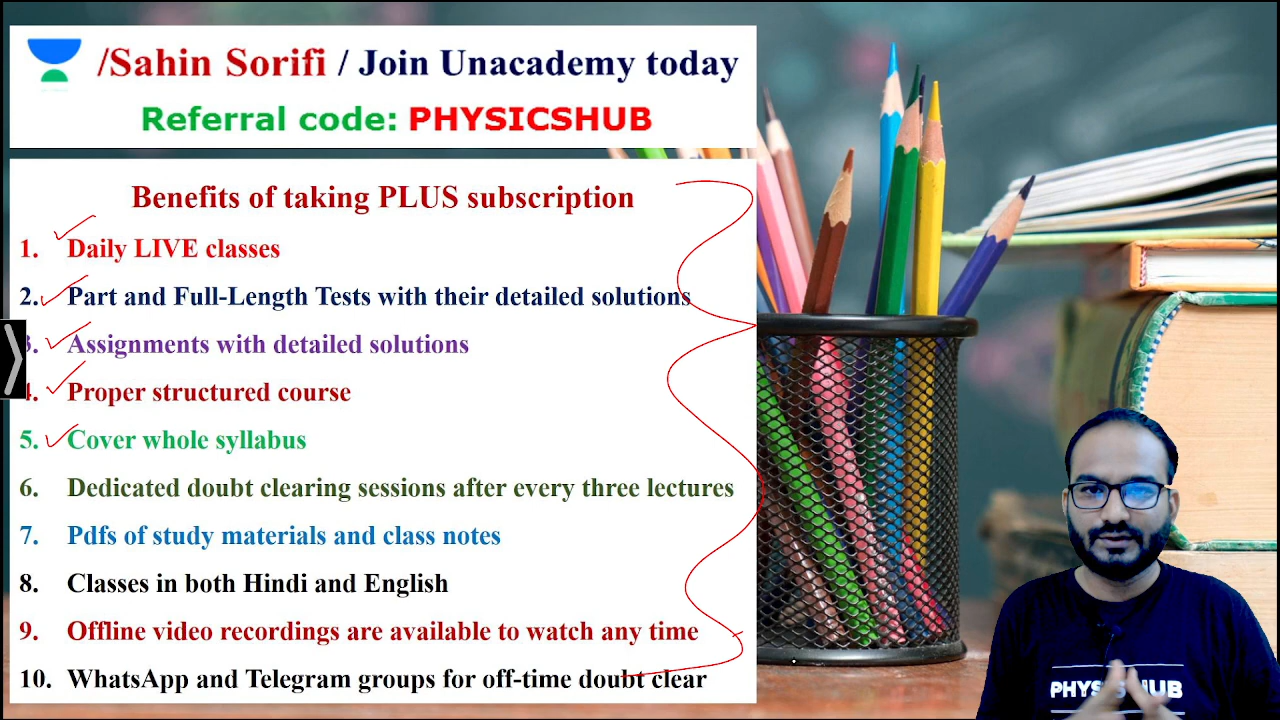 /Sahin Sorifi / Join Unacademy today
Referral code: PHYSICSHUB
Benefits of taking PLUS subscription
1. Daily LIVE classes
2. Part and Full-Length Tests with their detailed solutions
3. Assignments with detailed solutions
4. Proper structured course
5. Cover whole syllabus
6. Dedicated doubt clearing sessions after every three lectures
7. Pdfs of study materials and class notes
8. Classes in both Hindi and English
9. Offline video recordings are available to watch any time
10. WhatsApp and Telegram groups for off-time doubt clear
PHYSICSHUB